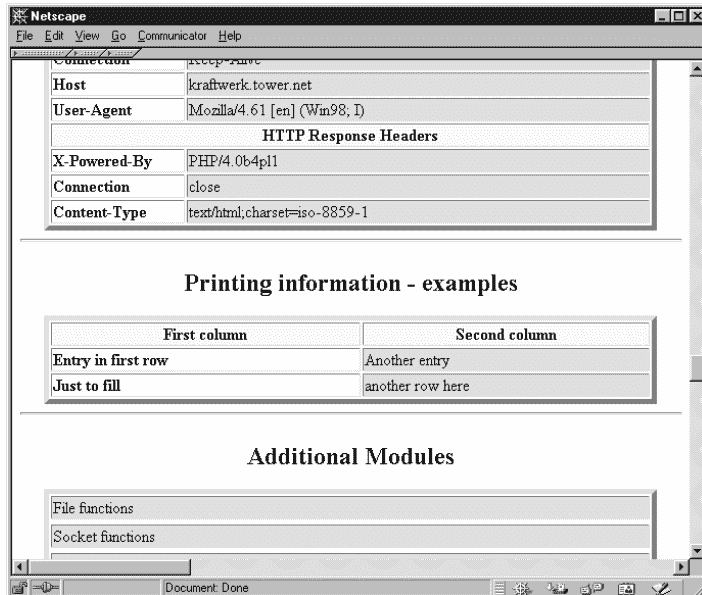 Netscape
File Edit View Go Communicator Help
Connection Keep-Alive
Host kraftwerk.tower.net
User-Agent Mozilla/4.61 [en] (Win98; I)
HTTP Response Headers
X-Powered-By PHP/4.0b4pl1
Connection close
Content-Type text/html;charset=iso-8859-1
Printing information - examples
First column Second column
Entry in first row Another entry
Just to fill another row here
Additional Modules
File functions
Socket functions
Document: Done